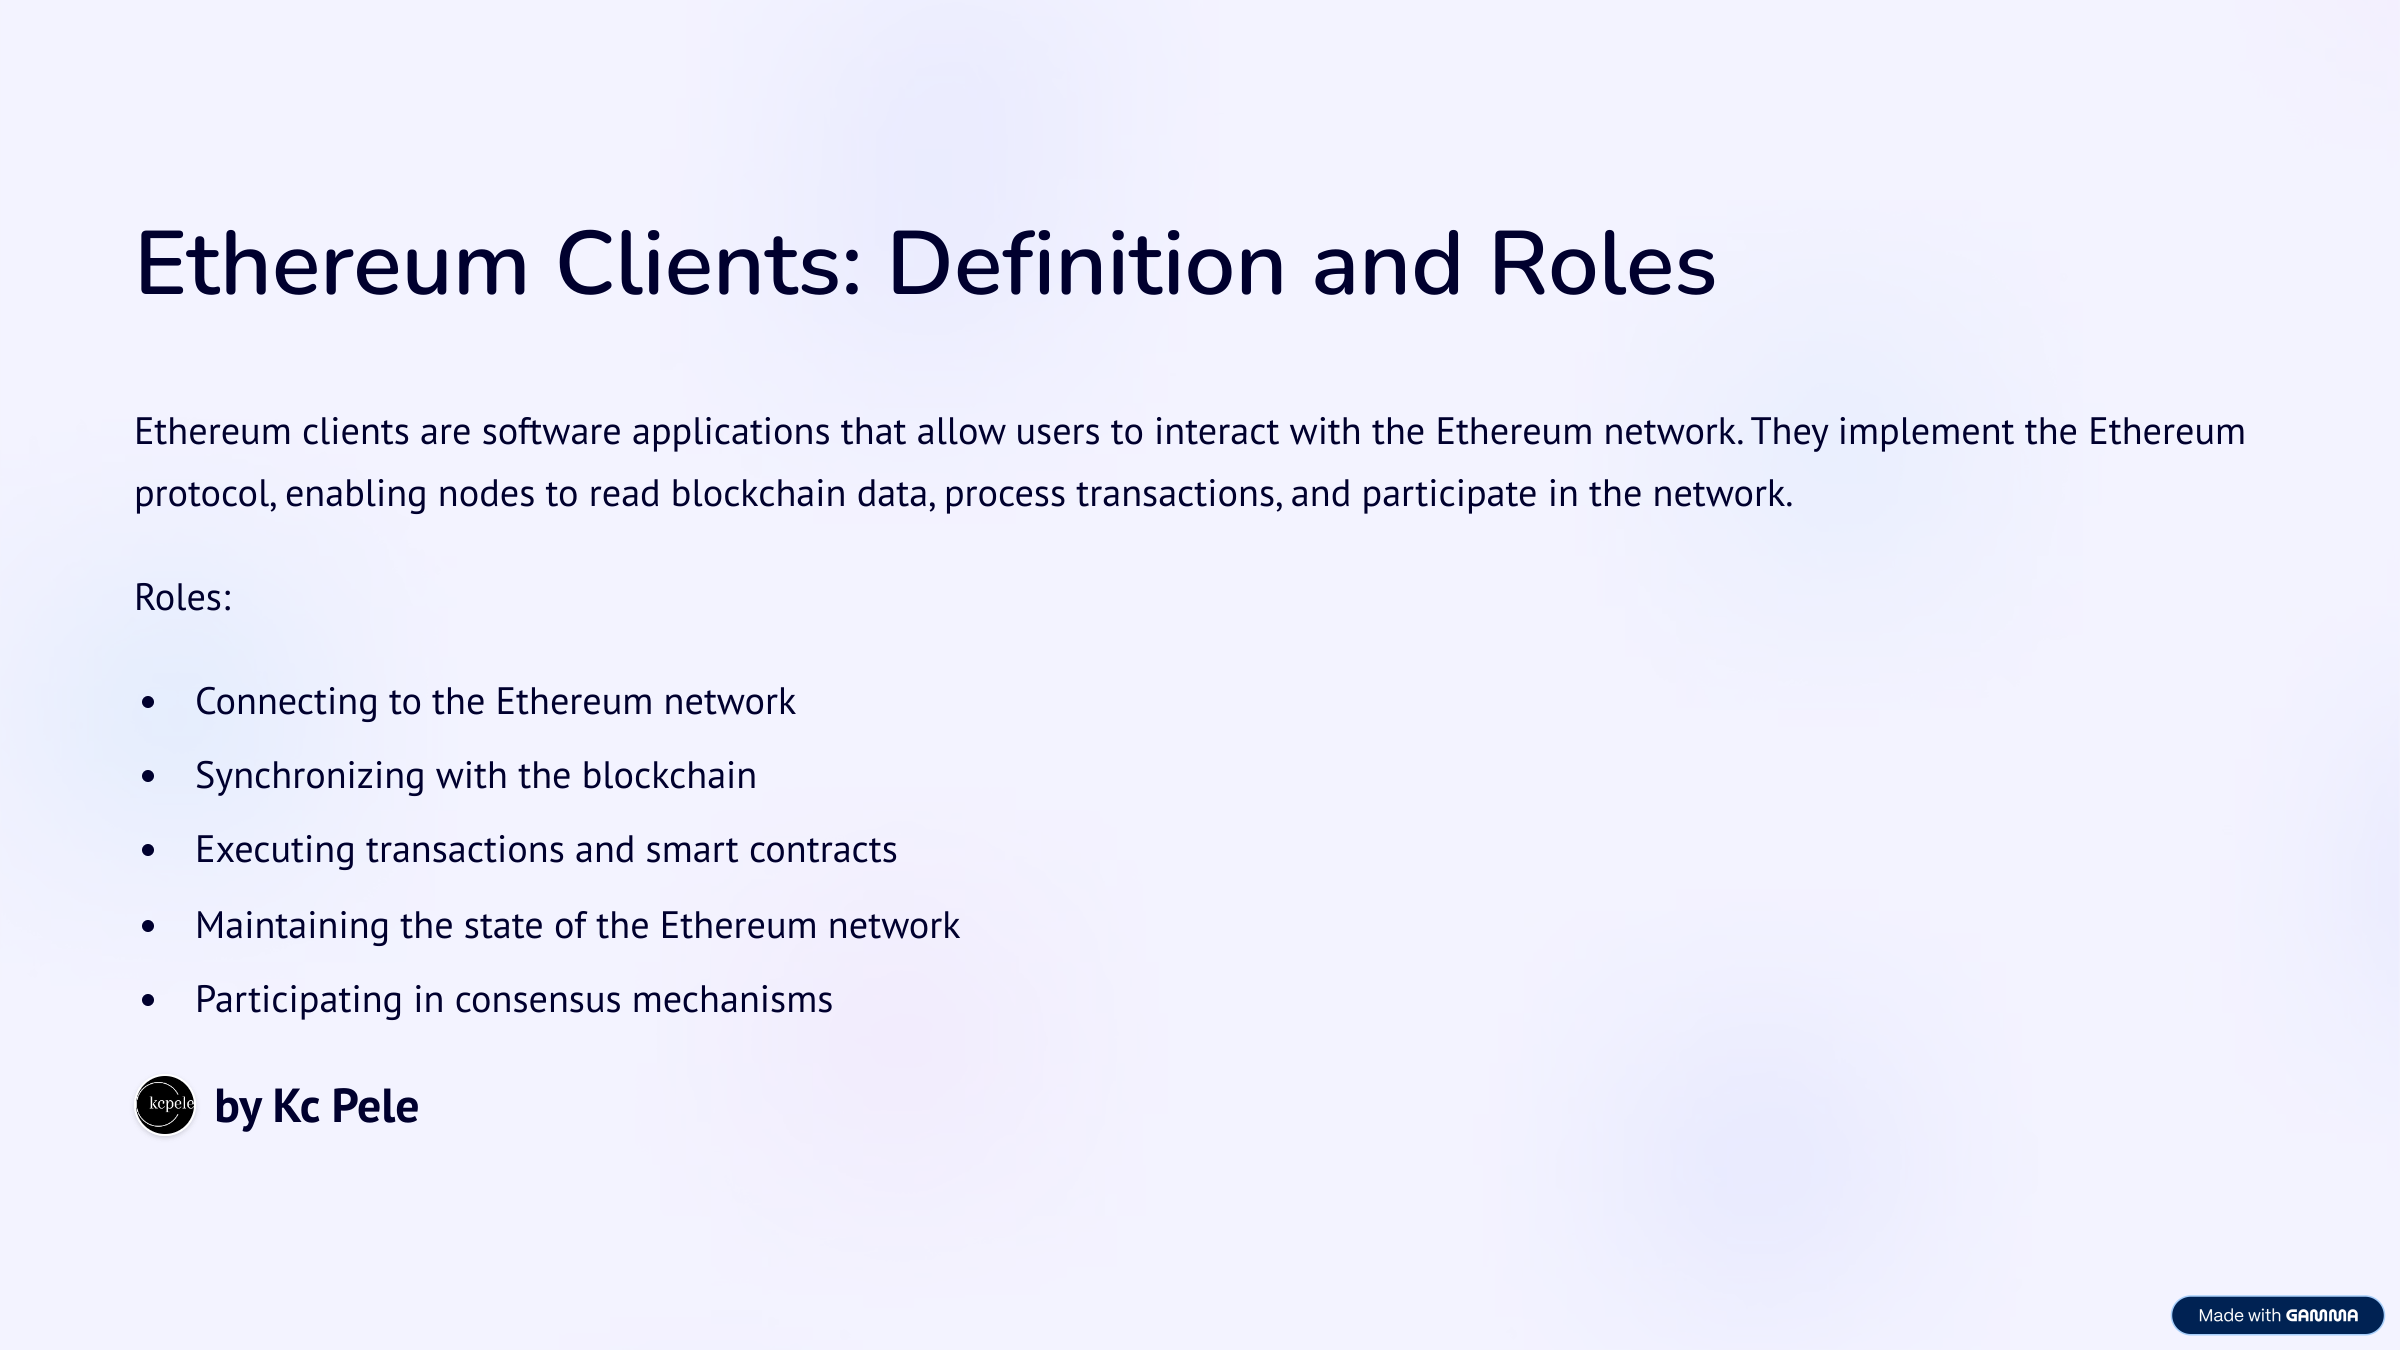 Ethereum Clients: Definition and Roles
Ethereum clients are software applications that allow users to interact with the Ethereum network. They implement the Ethereum
protocol, enabling nodes to read blockchain data, process transactions, and participate in the network.
Roles:
• Connecting to the Ethereum network
• Synchronizing with the blockchain
• Executing transactions and smart contracts
• Maintaining the state of the Ethereum network
• Participating in consensus mechanisms
kcpele
by Kc Pele
Made with GAMMA